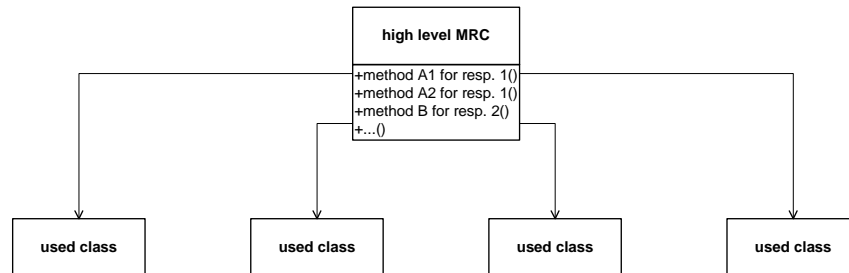 high level MRC
+method A1 for resp. 1()
+method A2 for resp. 1()
+method B for resp. 2()
+...()
used class
used class
used class
used class